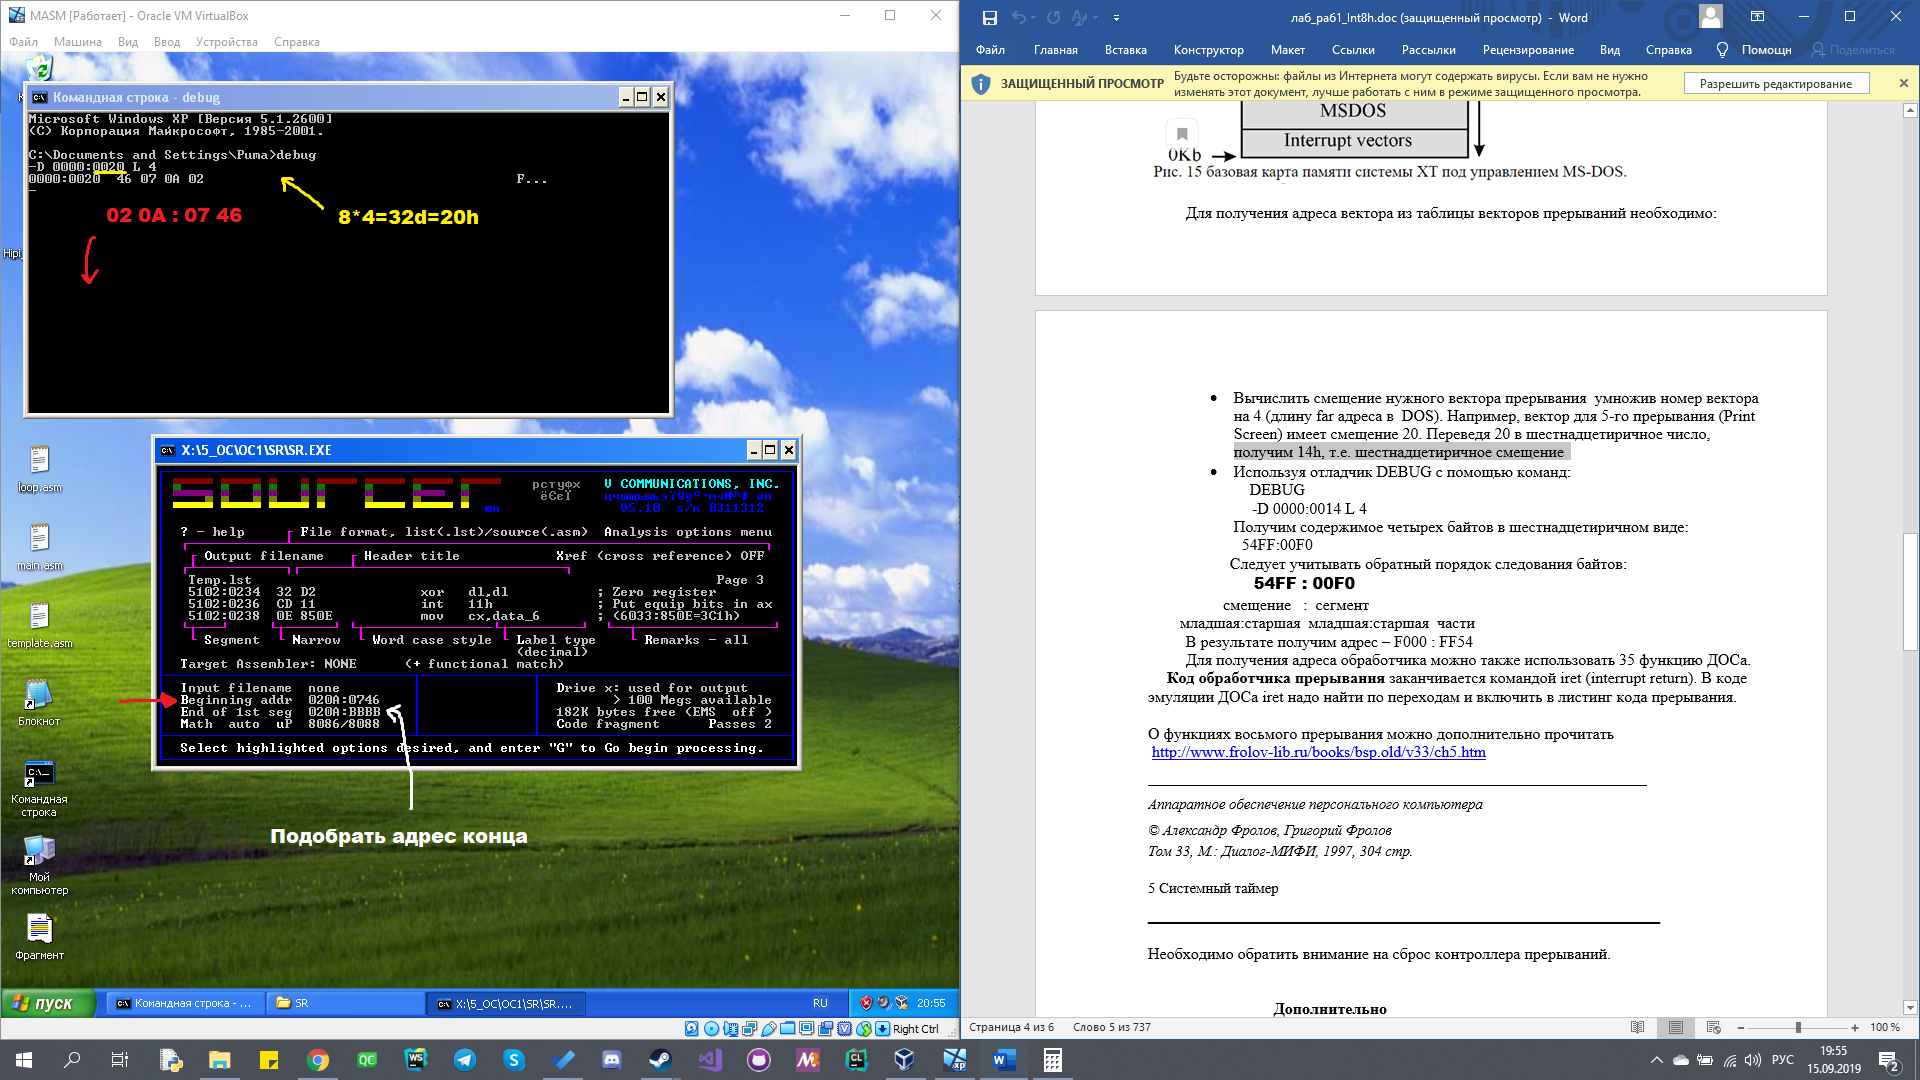 MASM [Работает] - Oracle VM VirtualBox
Файл Машина Вид Ввод Устройства Справка
Командная строка - debug
Microsoft Windows XP [Версия 5.1.2600]
(C) Корпорация Майкрософт, 1985-2001.
C:\Documents and Settings\Puma>debug
-D 0000:0020 L 4
0000:0020 46 07 0A 02 F...
-
02 0A : 07 46
8*4=32d=20h
Hipi
loop.asm
main.asm
template.asm
Блокнот
Командная строка
Мой компьютер
Фрагмент
X:\5_OC\OC1\SR\SR.EXE
SOURCER
рстуфх
V COMMUNICATIONS, INC.
V5.10 s/n B311312
? - help File format, list(.lst)/source(.asm) Analysis options menu
Output filename Header title Xref (cross reference) OFF
Temp.lst Page 3
5102:0234 32 D2 xor dl,dl ; Zero register
5102:0236 CD 11 int 11h ; Put equip bits in ax
5102:0238 0E 850E mov cx,data_6 ; (6033:850E=3C1h)
Segment Narrow Word case style Label type Remarks - all
(decimal)
Target Assembler: NONE (+ functional match)
Input filename none Drive x: used for output
Beginning addr 020A:0746 > 100 Megs available
End of 1st seg 020A:BBBB 182K bytes free (EMS off )
Math auto uP 8086/8088 Code fragment Passes 2
Select highlighted options desired, and enter "G" to Go begin processing.
Подобрать адрес конца
пуск Командная строка - ... SR X:\5_OC\OC1\SR\SR.... RU 20:55
Right Ctrl
лаб_раб1_Int8h.doc (защищенный просмотр) - Word
Файл Главная Вставка Конструктор Макет Ссылки Рассылки Рецензирование Вид Справка Помощн Поделиться
ЗАЩИЩЕННЫЙ ПРОСМОТР Будьте осторожны: файлы из Интернета могут содержать вирусы. Если вам не нужно
изменять этот документ, лучше работать с ним в режиме защищенного просмотра.
Разрешить редактирование
MSDOS
Interrupt vectors
0Kb
Рис. 15 базовая карта памяти системы XT под управлением MS-DOS.
Для получения адреса вектора из таблицы векторов прерываний необходимо:
• Вычислить смещение нужного вектора прерывания умножив номер вектора
на 4 (длину far адреса в DOS). Например, вектор для 5-го прерывания (Print
Screen) имеет смещение 20. Переведя 20 в шестнадцетиричное число,
получим 14h, т.е. шестнадцетиричное смещение
• Используя отладчик DEBUG с помощью команд:
DEBUG
-D 0000:0014 L 4
Получим содержимое четырех байтов в шестнадцетиричном виде:
54FF:00F0
Следует учитывать обратный порядок следования байтов:
54FF : 00F0
смещение : сегмент
младшая:старшая младшая:старшая части
В результате получим адрес – F000 : FF54
Для получения адреса обработчика можно также использовать 35 функцию ДОСа.
Код обработчика прерывания заканчивается командой iret (interrupt return). В коде
эмуляции ДОСа iret надо найти по переходам и включить в листинг кода прерывания.
О функциях восьмого прерывания можно дополнительно прочитать
http://www.frolov-lib.ru/books/bsp.old/v33/ch5.htm
Аппаратное обеспечение персонального компьютера
© Александр Фролов, Григорий Фролов
Том 33, М.: Диалог-МИФИ, 1997, 304 стр.
5 Системный таймер
Необходимо обратить внимание на сброс контроллера прерываний.
Дополнительно
Страница 4 из 6 Слово 5 из 737 100 %
РУС 19:55
15.09.2019
2